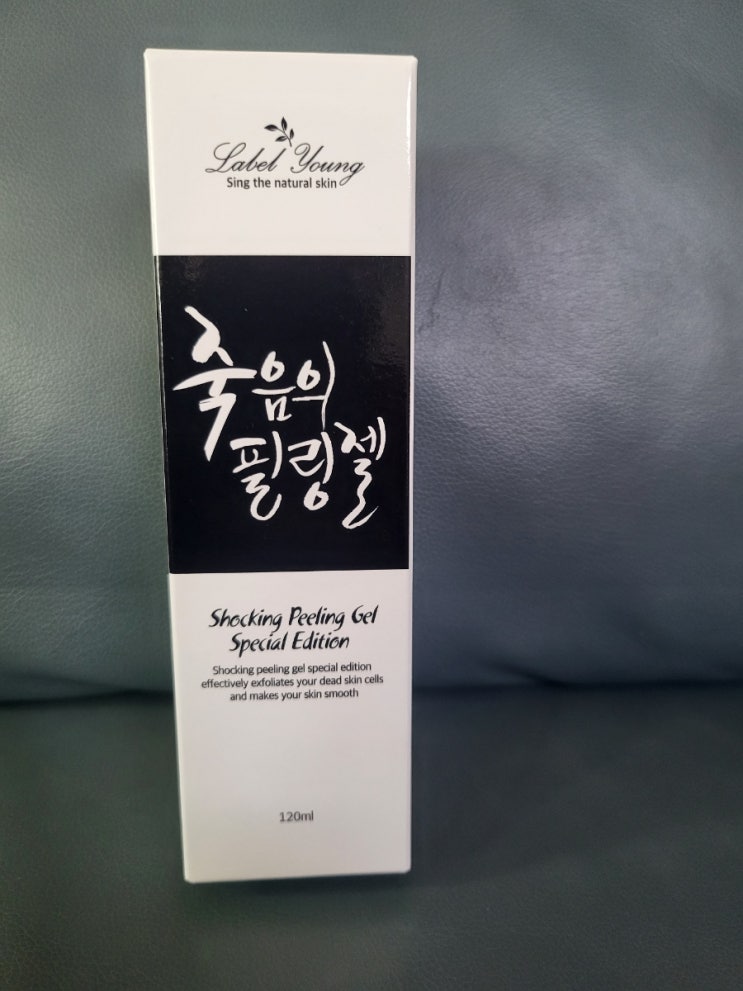 Label Young
Sing the natural skin
죽음의
필링젤
Shocking Peeling Gel
Special Edition
Shocking peeling gel special edition
effectively exfoliates your dead skin cells
and makes your skin smooth
120ml